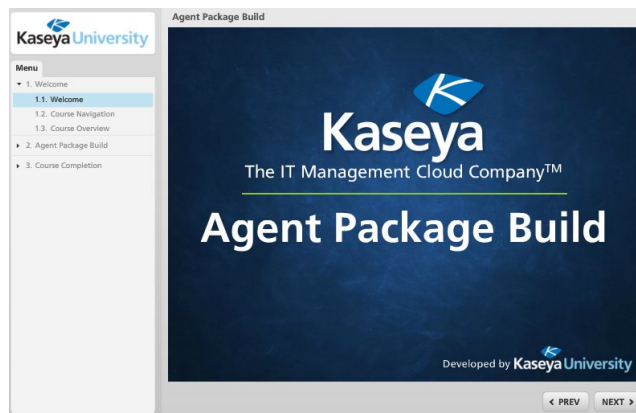 Kaseya University
Menu
1. Welcome
1.1. Welcome
1.2. Course Navigation
1.3. Course Overview
2. Agent Package Build
3. Course Completion
Agent Package Build
Kaseya
The IT Management Cloud Company™
Agent Package Build
Developed by Kaseya University
< PREV
NEXT >